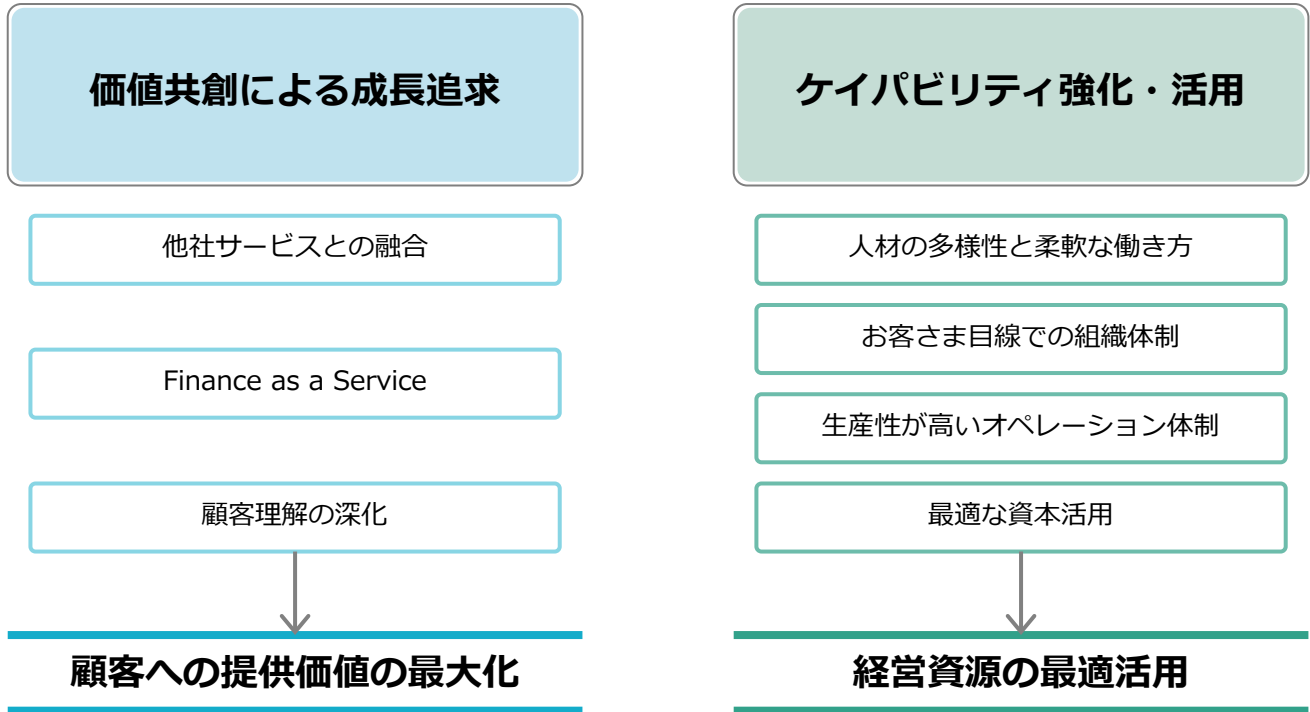 価値共創による成長追求
他社サービスとの融合
Finance as a Service
顧客理解の深化
顧客への提供価値の最大化
ケイパビリティ強化・活用
人材の多様性と柔軟な働き方
お客さま目線での組織体制
生産性が高いオペレーション体制
最適な資本活用
経営資源の最適活用